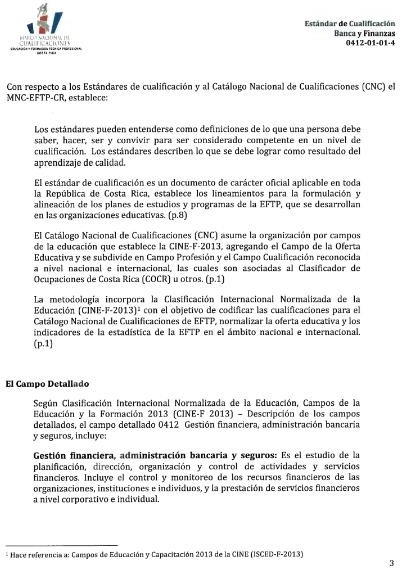 MARCO NACIONAL DE
CUALIFICACIONES
EDUCACIÓN Y FORMACIÓN TÉCNICA PROFESIONAL
COSTA RICA
Estándar de Cualificación
Banca y Finanzas
0412-01-01-4
Con respecto a los Estándares de cualificación y al Catálogo Nacional de Cualificaciones (CNC) el
MNC-EFTP-CR, establece:
Los estándares pueden entenderse como definiciones de lo que una persona debe
saber, hacer, ser y convivir para ser considerado competente en un nivel de
cualificación. Los estándares describen lo que se debe lograr como resultado del
aprendizaje de calidad.
El estándar de cualificación es un documento de carácter oficial aplicable en toda
la República de Costa Rica, establece los lineamientos para la formulación y
alineación de los planes de estudios y programas de la EFTP, que se desarrollan
en las organizaciones educativas. (p.8)
El Catálogo Nacional de Cualificaciones (CNC) asume la organización por campos
de la educación que establece la CINE-F-2013, agregando el Campo de la Oferta
Educativa y se subdivide en Campo Profesión y el Campo Cualificación reconocida
a nivel nacional e internacional, las cuales son asociadas al Clasificador de
Ocupaciones de Costa Rica (COCR) u otros. (p.1)
La metodología incorpora la Clasificación Internacional Normalizada de la
Educación (CINE-F-2013)¹ con el objetivo de codificar las cualificaciones para el
Catálogo Nacional de Cualificaciones de EFTP, normalizar la oferta educativa y los
indicadores de la estadística de la EFTP en el ámbito nacional e internacional.
(p.1)
El Campo Detallado
Según Clasificación Internacional Normalizada de la Educación, Campos de la
Educación y la Formación 2013 (CINE-F 2013) – Descripción de los campos
detallados, el campo detallado 0412 Gestión financiera, administración bancaria
y seguros, incluye:
Gestión financiera, administración bancaria y seguros: Es el estudio de la
planificación, dirección, organización y control de actividades y servicios
financieros. Incluye el control y monitoreo de los recursos financieros de las
organizaciones, instituciones e individuos, y la prestación de servicios financieros
a nivel corporativo e individual.
¹ Hace referencia a: Campos de Educación y Capacitación 2013 de la CINE (ISCED-F-2013)
3